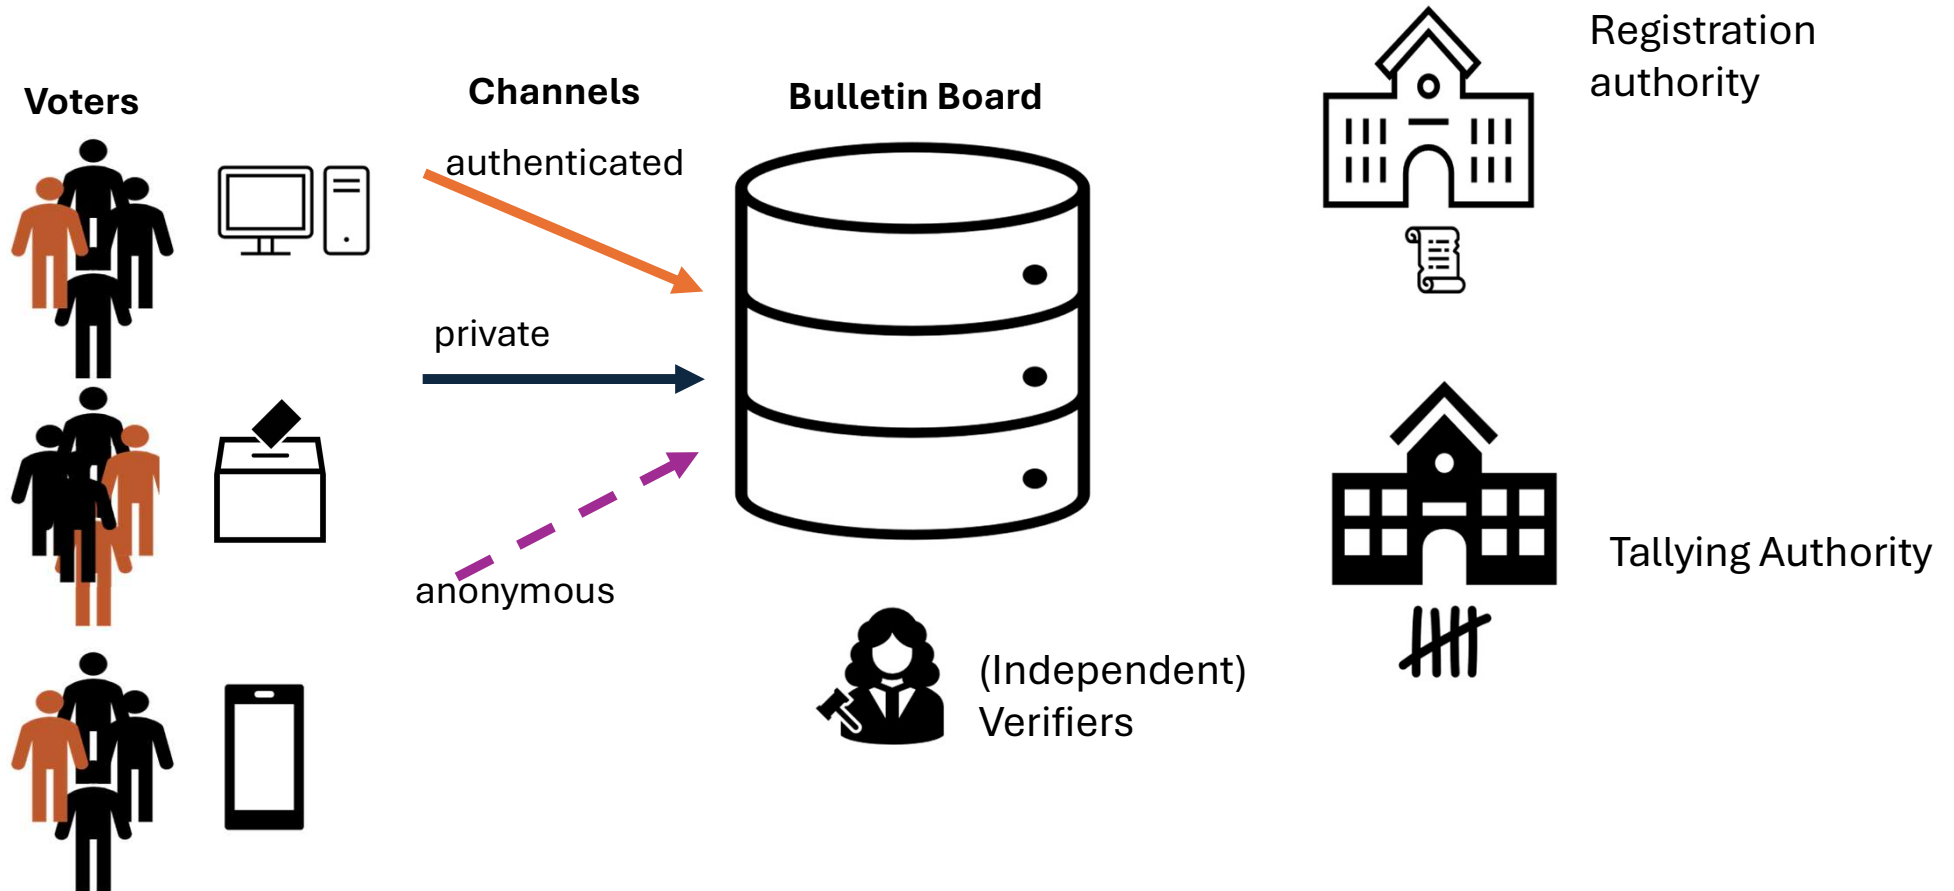 Voters
Channels
authenticated
private
anonymous
Bulletin Board
(Independent)
Verifiers
Registration
authority
Tallying Authority